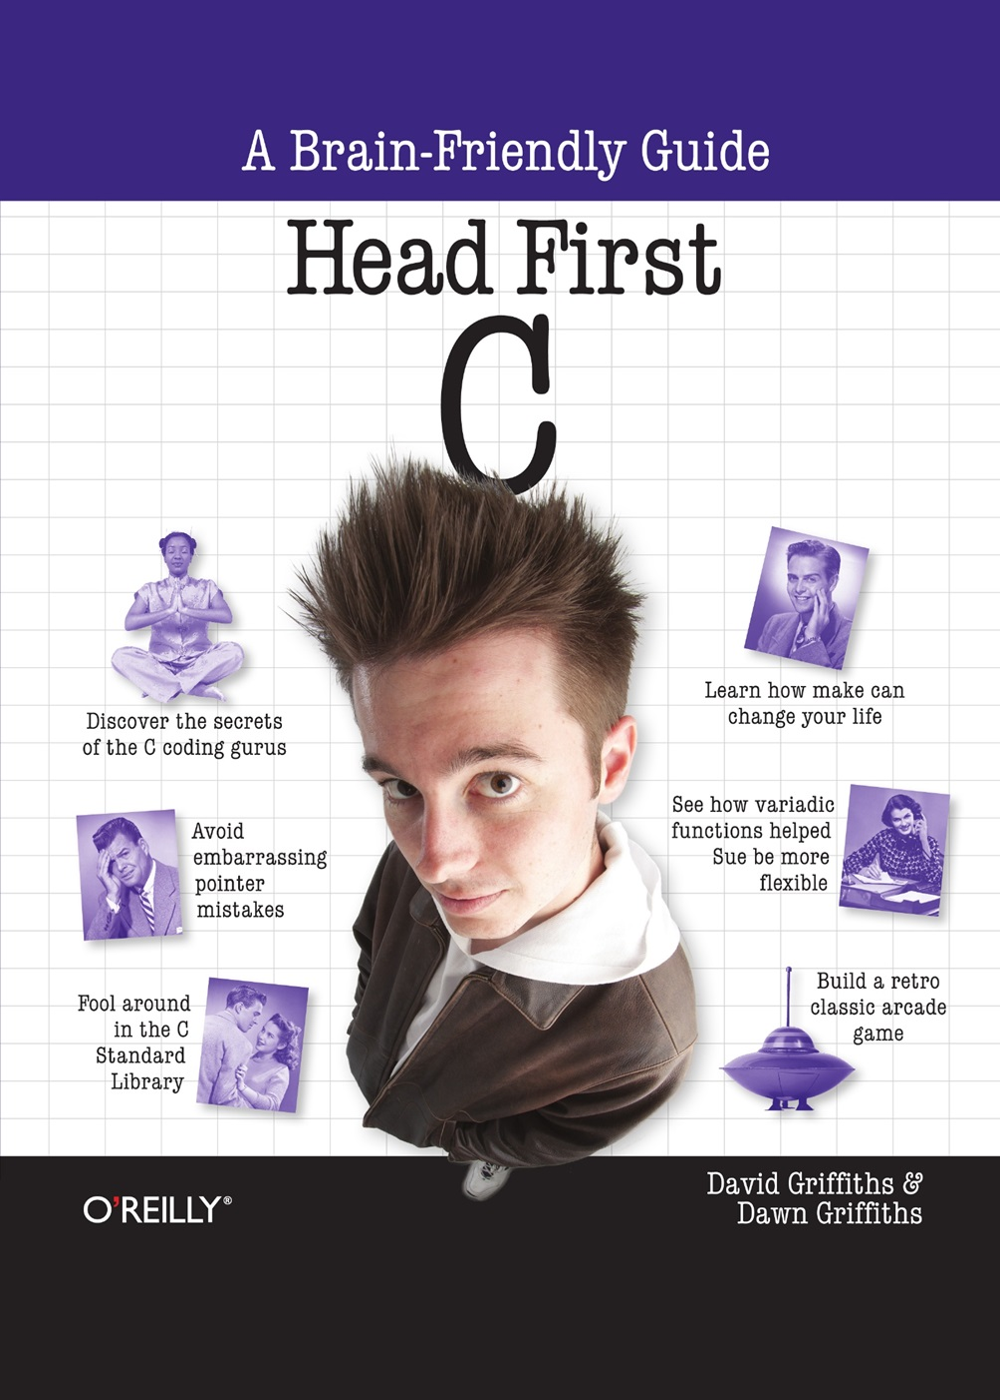 A Brain-Friendly Guide
Head First
C
Discover the secrets
of the C coding gurus
Learn how make can
change your life
Avoid
embarrassing
pointer
mistakes
See how variadic
functions helped
Sue be more
flexible
Fool around
in the C
Standard
Library
Build a retro
classic arcade
game
O'REILLY®
David Griffiths &
Dawn Griffiths